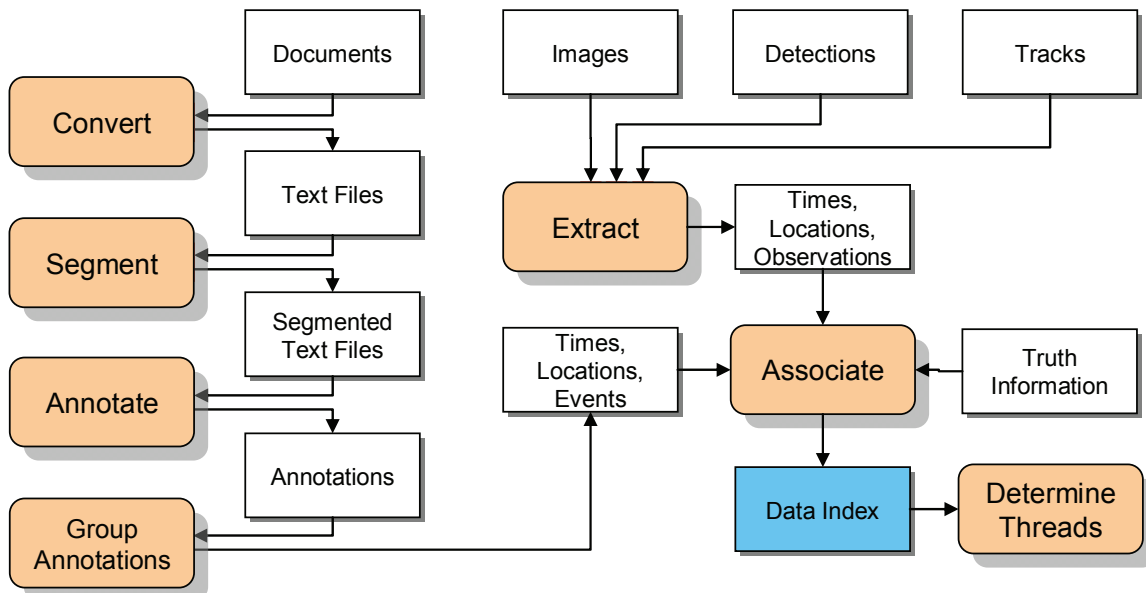 Documents
Images
Detections
Tracks
Convert
Text Files
Extract
Times,
Locations,
Observations
Segment
Segmented
Text Files
Times,
Locations,
Events
Associate
Truth
Information
Annotate
Annotations
Data Index
Determine
Threads
Group
Annotations